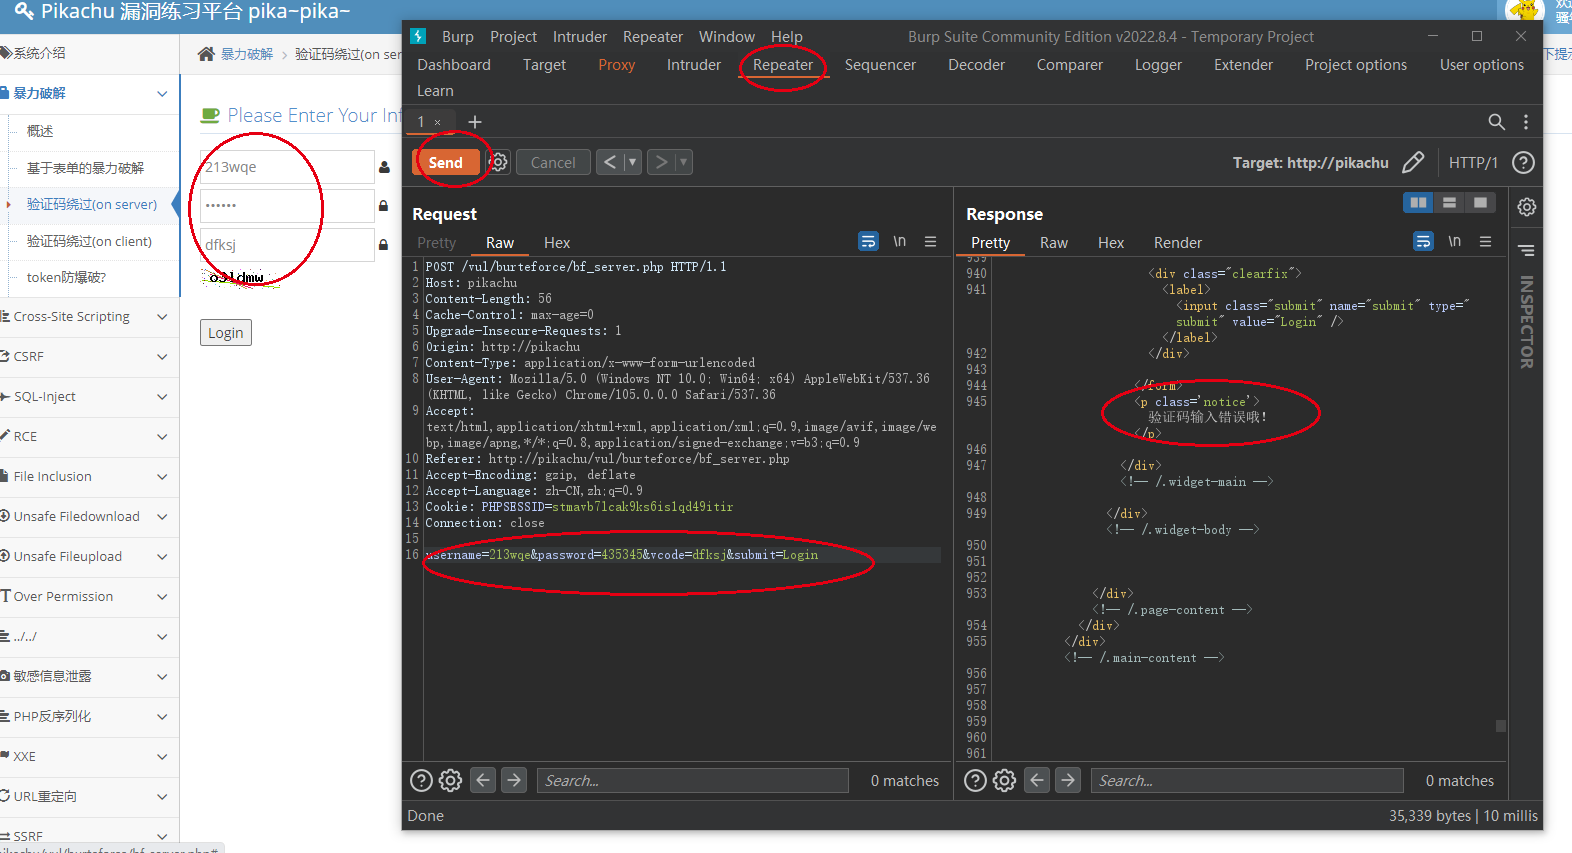 Pikachu 漏洞练习平台 pika~pika~
系统介绍
暴力破解
概述
基于表单的暴力破解
验证码绕过(on server)
验证码绕过(on client)
token防爆破?
Cross-Site Scripting
CSRF
SQL-Inject
RCE
File Inclusion
Unsafe Filedownload
Unsafe Fileupload
Over Permission
../../
敏感信息泄露
PHP反序列化
XXE
URL重定向
SSRF
暴力破解 › 验证码绕过(on ser
Please Enter Your Inf
213wqe
••••••
dfksj
Login
Burp Project Intruder Repeater Window Help
Burp Suite Community Edition v2022.8.4 - Temporary Project
Dashboard Target Proxy Intruder Repeater Sequencer Decoder Comparer Logger Extender Project options User options
Learn
1 × +
Send Cancel < ▾ > ▾
Target: http://pikachu HTTP/1
Request
Pretty Raw Hex \n
1 POST /vul/burteforce/bf_server.php HTTP/1.1
2 Host: pikachu
3 Content-Length: 56
4 Cache-Control: max-age=0
5 Upgrade-Insecure-Requests: 1
6 Origin: http://pikachu
7 Content-Type: application/x-www-form-urlencoded
8 User-Agent: Mozilla/5.0 (Windows NT 10.0; Win64; x64) AppleWebKit/537.36
(KHTML, like Gecko) Chrome/105.0.0.0 Safari/537.36
9 Accept:
text/html,application/xhtml+xml,application/xml;q=0.9,image/avif,image/we
bp,image/apng,*/*;q=0.8,application/signed-exchange;v=b3;q=0.9
10 Referer: http://pikachu/vul/burteforce/bf_server.php
11 Accept-Encoding: gzip, deflate
12 Accept-Language: zh-CN,zh;q=0.9
13 Cookie: PHPSESSID=stmavb7lcak9ks6islqd49itir
14 Connection: close
15
16 username=213wqe&password=435345&vcode=dfksj&submit=Login
Response
Pretty Raw Hex Render \n
939
940 <div class="clearfix">
941 <label>
<input class="submit" name="submit" type="
submit" value="Login" />
</label>
942 </div>
943
944 </form>
945 <p class='notice'>
验证码输入错误哦!
</p>
946
947 </div>
<!-- /.widget-main -->
948
949 </div>
<!-- /.widget-body -->
950
951
952
953 </div>
<!-- /.page-content -->
954 </div>
955 </div>
<!-- /.main-content -->
956
957
958
959
960
961
INSPECTOR
Search... 0 matches
Search... 0 matches
Done
35,339 bytes | 10 millis